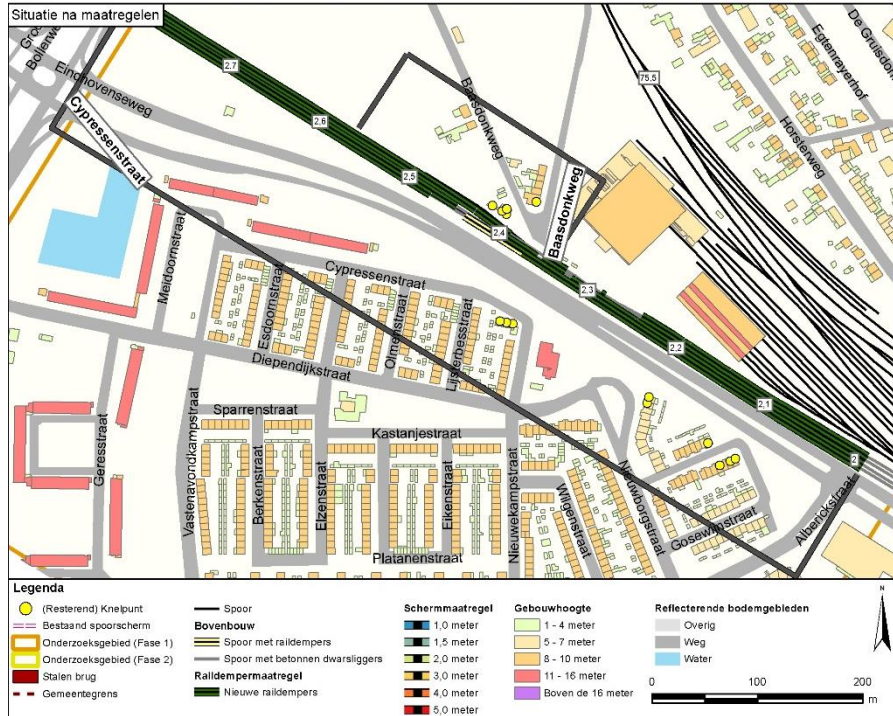 Situatie na maatregelen
Bollerweg
Eindhovenseweg
Cypressenstraat
2.7
2.6
2,5
2.4
2.3
2,2
2,1
2
75.5
Baasdonkweg
Baasdonkweg
Horsterweg
Egtenrayerhof
Meidoornstraat
Cypressenstraat
Esdoornstraat
Olmenstraat
Lijsterbesstraat
Diependijkstraat
Sparrenstraat
Kastanjestraat
Geresstraat
Vastenavondkampstraat
Berkenstraat
Elzenstraat
Eikenstraat
Platanenstraat
Nieuwekampstraat
Wilgenstraat
Nieuwborgstraat
Gosewijnstraat
Alberickstraat
Legenda
(Resterend) Knelpunt
Bestaand spoorscherm
Onderzoeksgebied (Fase 1)
Onderzoeksgebied (Fase 2)
Stalen brug
Gemeentegrens
Spoor
Bovenbouw
Spoor met raildempers
Spoor met betonnen dwarsliggers
Raildempermaatregel
Nieuwe raildempers
Schermmaatregel
1,0 meter
1,5 meter
2,0 meter
3,0 meter
4,0 meter
5,0 meter
Gebouwhoogte
1 - 4 meter
5 - 7 meter
8 - 10 meter
11 - 16 meter
Boven de 16 meter
Reflecterende bodemgebieden
Overig
Weg
Water
N
0 100 200
m